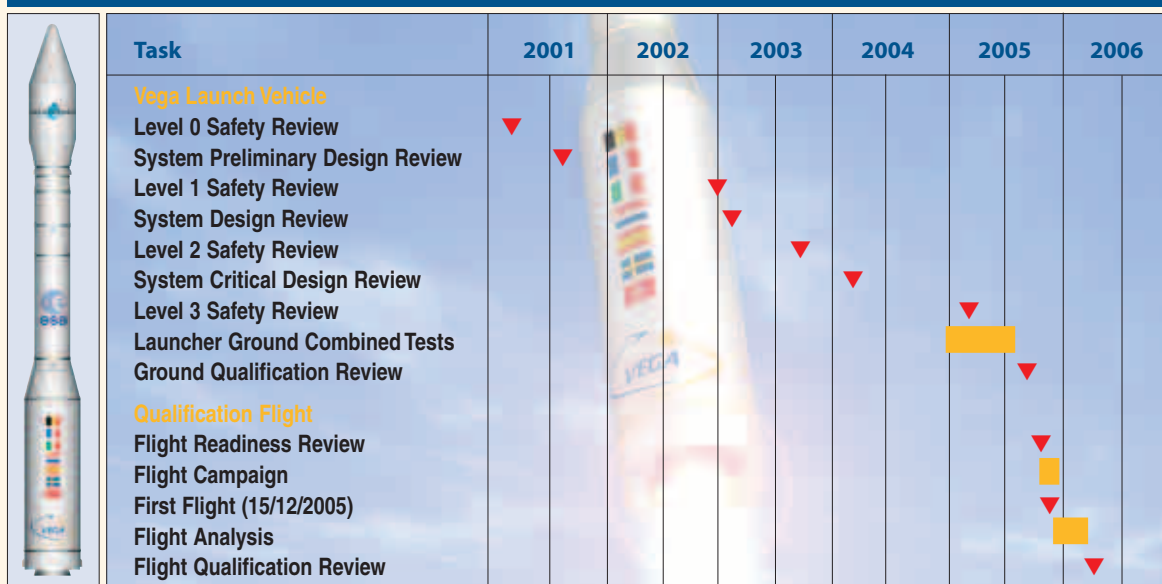 Task 2001 2002 2003 2004 2005 2006
Vega Launch Vehicle
Level 0 Safety Review
System Preliminary Design Review
Level 1 Safety Review
System Design Review
Level 2 Safety Review
System Critical Design Review
Level 3 Safety Review
Launcher Ground Combined Tests
Ground Qualification Review
Qualification Flight
Flight Readiness Review
Flight Campaign
First Flight (15/12/2005)
Flight Analysis
Flight Qualification Review
esa
VEGA
VEGA